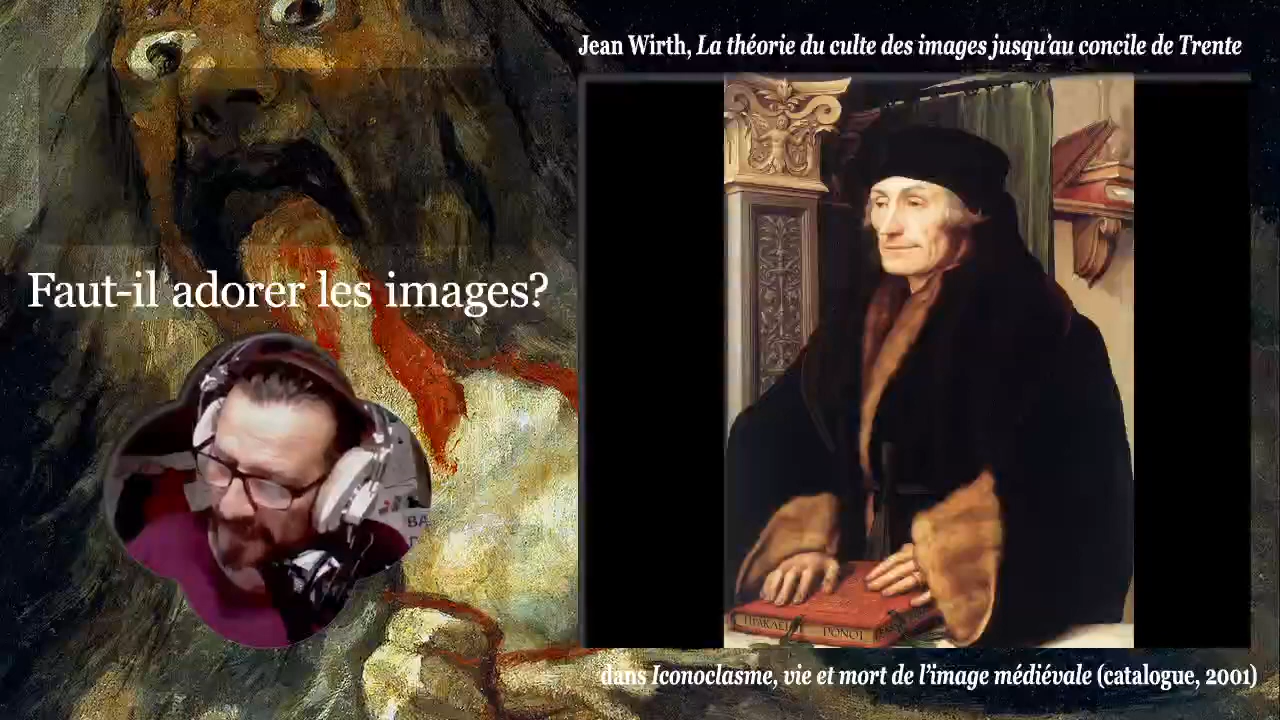 Jean Wirth, La théorie du culte des images jusqu'au concile de Trente
Faut-il adorer les images?
BA
dans Iconoclasme, vie et mort de l'image médiévale (catalogue, 2001)